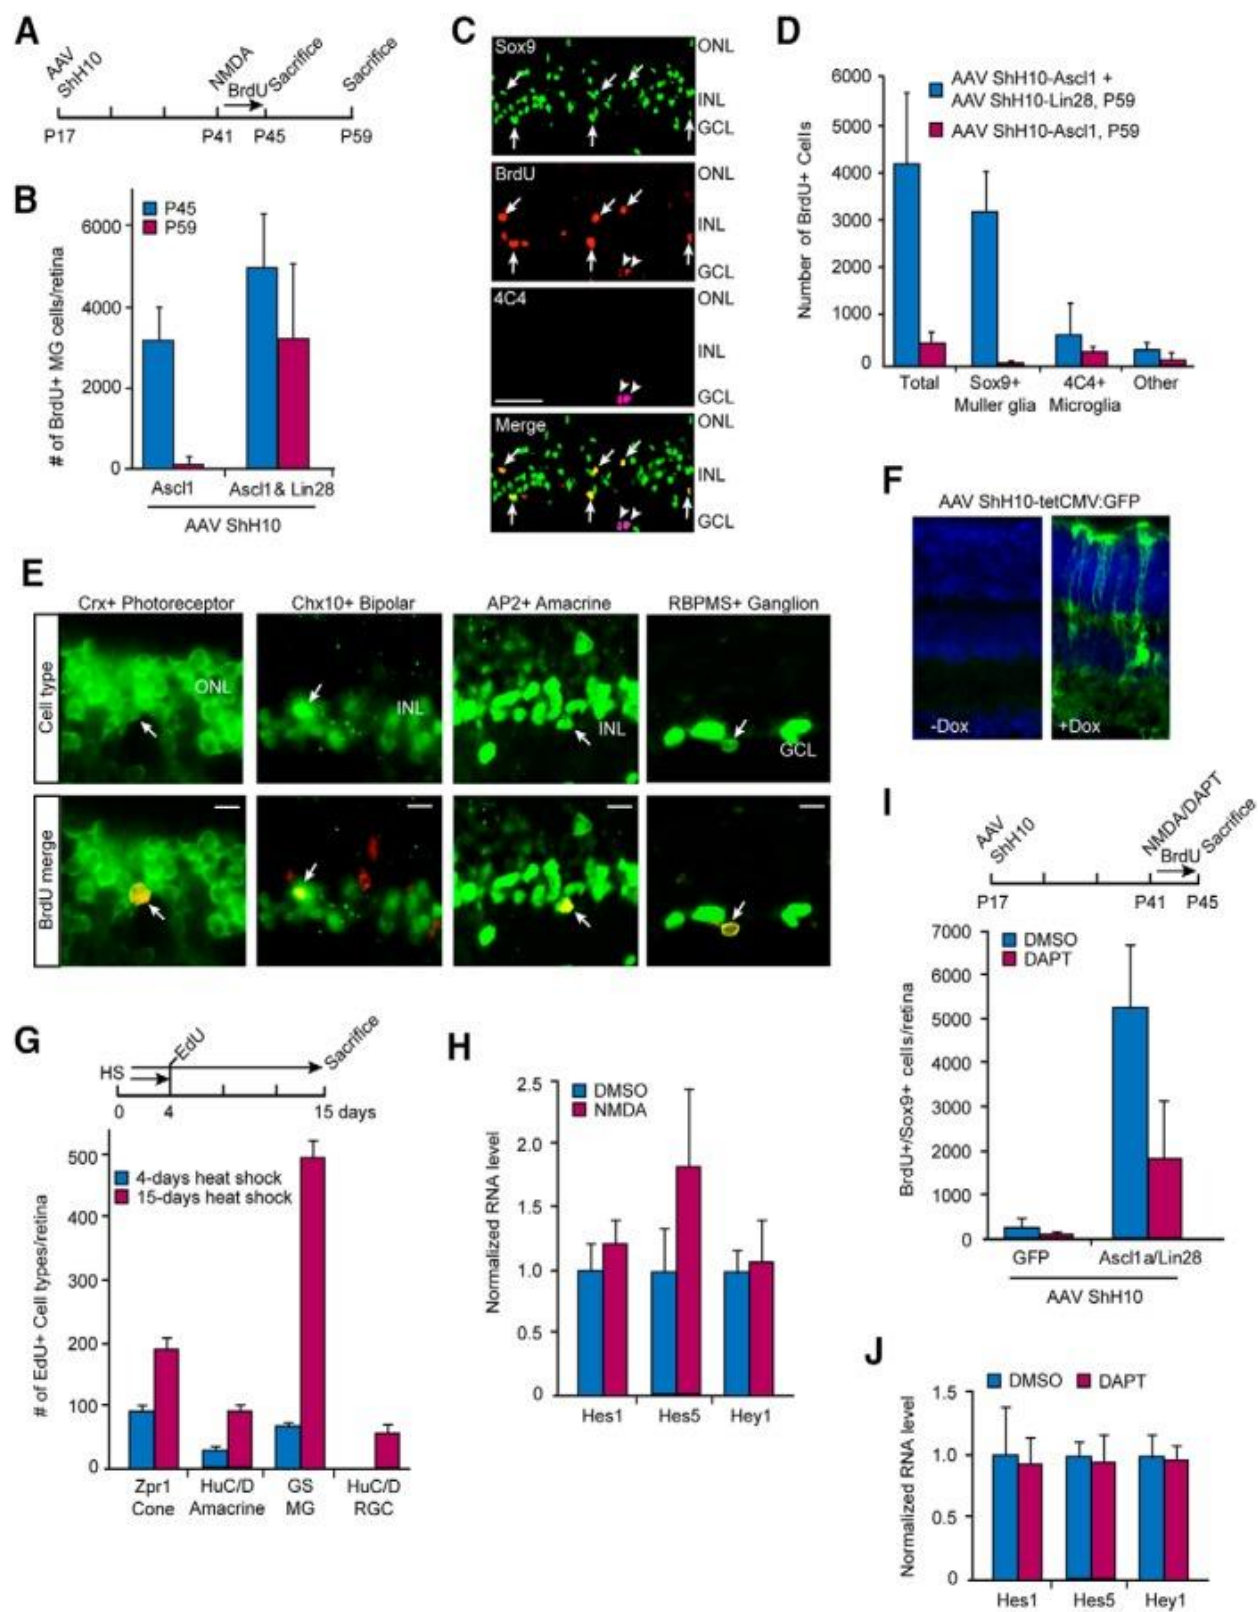 A
AAV
ShH10
NMDA
BrdU
Sacrifice
Sacrifice
P17
P41
P45
P59
B
P45
P59
# of BrdU+ MG cells/retina
6000
4000
2000
0
Ascl1
Ascl1 & Lin28
AAV ShH10
C
Sox9
ONL
INL
GCL
BrdU
ONL
INL
GCL
4C4
ONL
INL
GCL
Merge
ONL
INL
GCL
D
AAV ShH10-Ascl1 +
AAV ShH10-Lin28, P59
AAV ShH10-Ascl1, P59
Number of BrdU+ Cells
6000
5000
4000
3000
2000
1000
0
Total
Sox9+
Muller glia
4C4+
Microglia
Other
E
Crx+ Photoreceptor
Chx10+ Bipolar
AP2+ Amacrine
RBPMS+ Ganglion
Cell type
ONL
INL
INL
GCL
BrdU merge
F
AAV ShH10-tetCMV:GFP
-Dox
+Dox
G
HS
EdU
Sacrifice
0
4
15 days
4-days heat shock
15-days heat shock
# of EdU+ Cell types/retina
500
400
300
200
100
0
Zpr1
Cone
HuC/D
Amacrine
GS
MG
HuC/D
RGC
H
DMSO
NMDA
Normalized RNA level
2.5
2.0
1.5
1.0
0.5
0
Hes1
Hes5
Hey1
I
AAV
ShH10
NMDA/DAPT
BrdU
Sacrifice
P17
P41
P45
DMSO
DAPT
BrdU+/Sox9+ cells/retina
7000
6000
5000
4000
3000
2000
1000
0
GFP
Ascl1a/Lin28
AAV ShH10
J
DMSO
DAPT
Normalized RNA level
1.5
1.0
0.5
0
Hes1
Hes5
Hey1